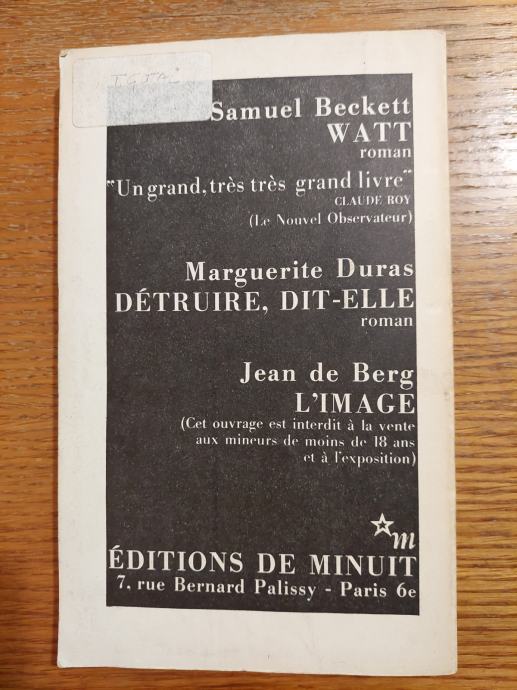 Samuel Beckett
WATT
roman
"Un grand, très très grand livre"
CLAUDE ROY
(Le Nouvel Observateur)
Marguerite Duras
DÉTRUIRE, DIT-ELLE
roman
Jean de Berg
L'IMAGE
(Cet ouvrage est interdit à la vente
aux mineurs de moins de 18 ans
et à l'exposition)
m
ÉDITIONS DE MINUIT
7, rue Bernard Palissy - Paris 6e